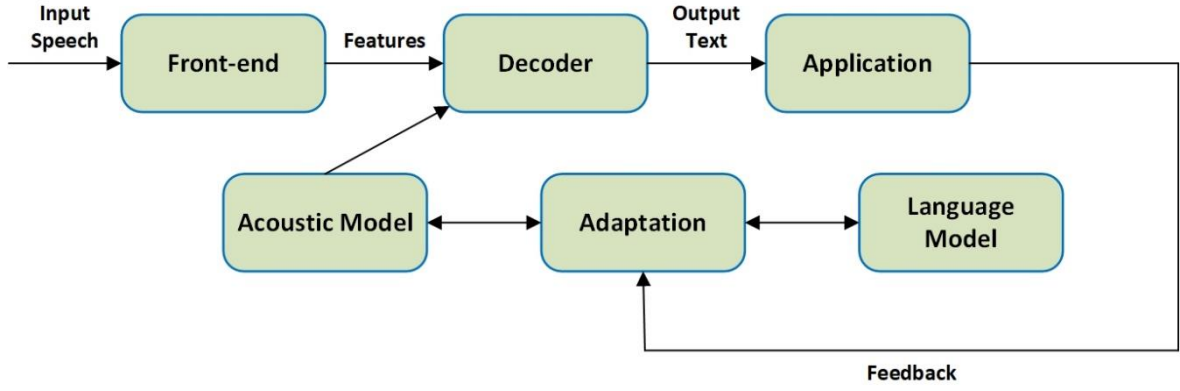 Input
Speech
Front-end
Features
Decoder
Output
Text
Application
Acoustic Model
Adaptation
Language
Model
Feedback